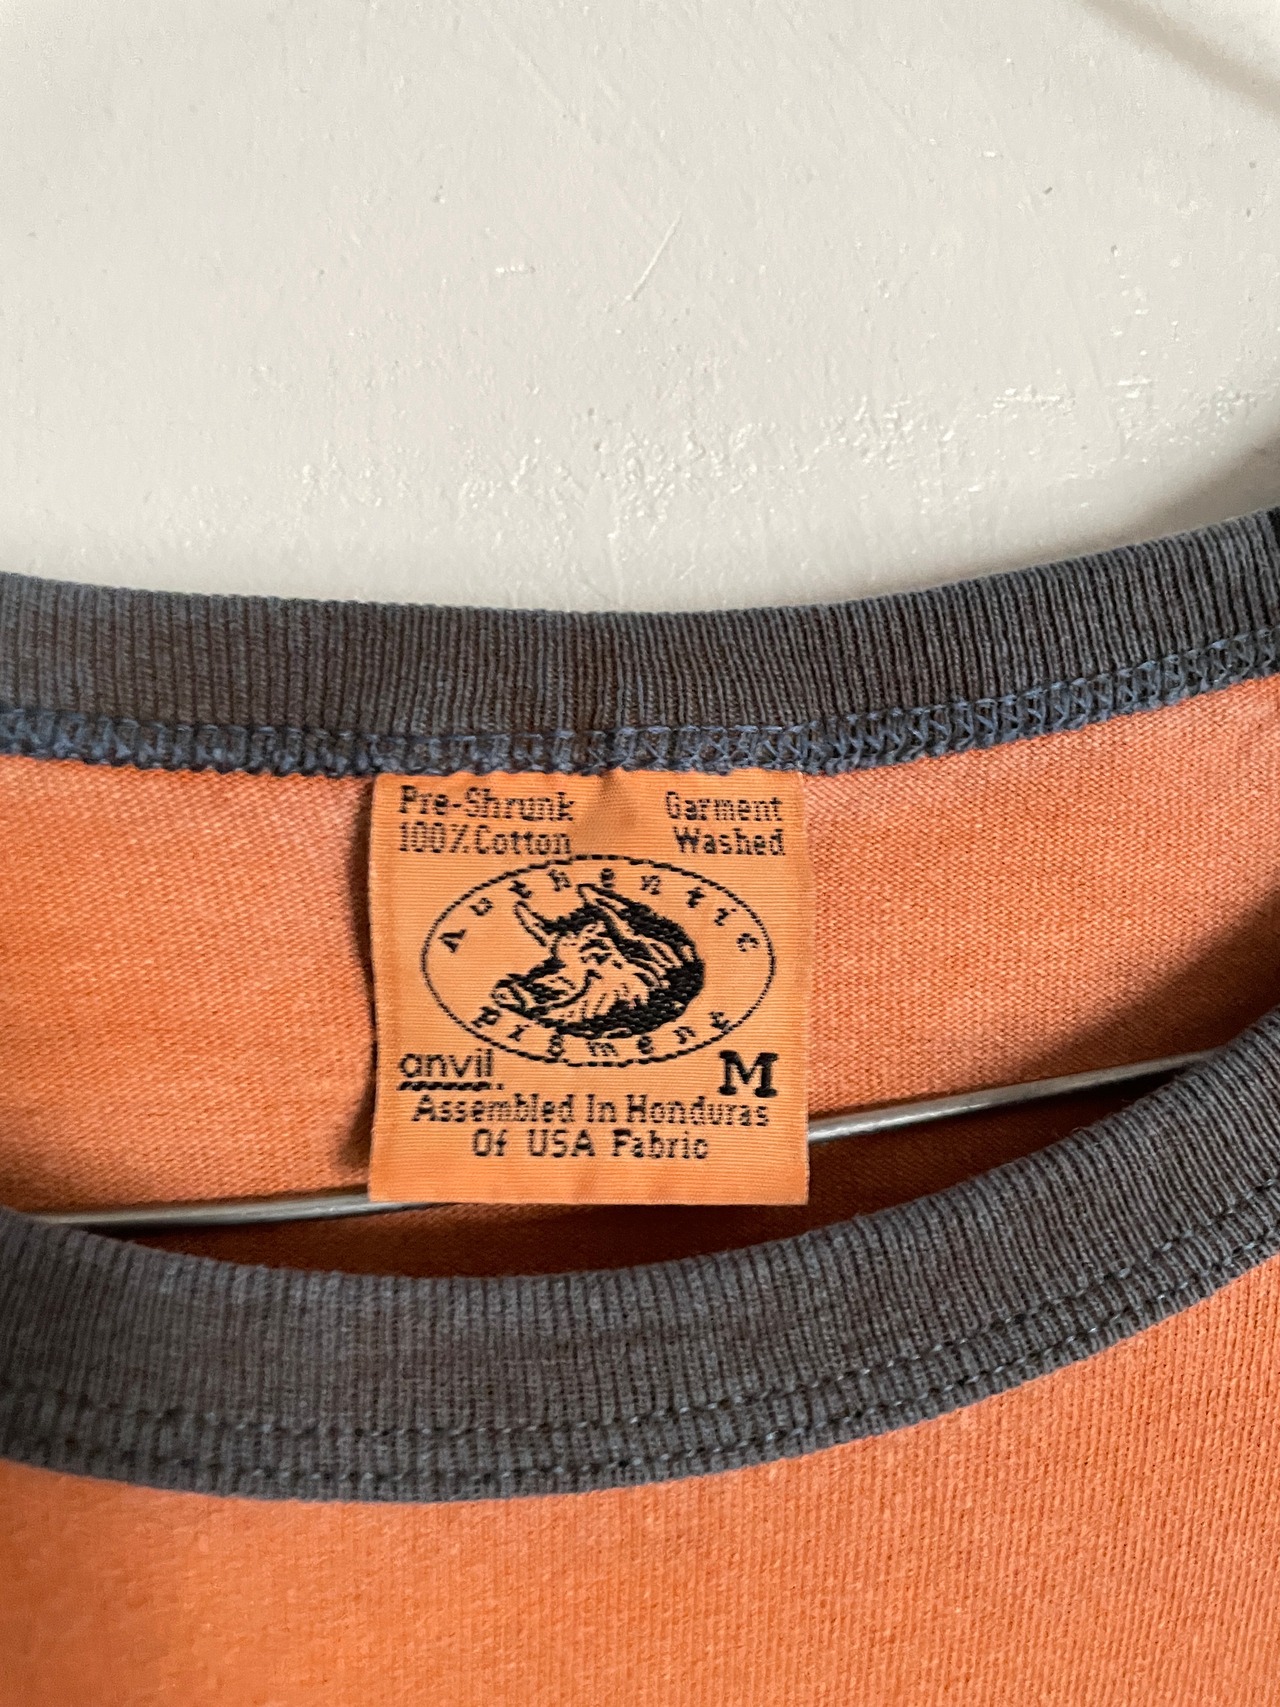 Pre-Shrunk Garment
100% Cotton Washed
Authentic
Pigment
anvil M
Assembled In Honduras
Of USA Fabric